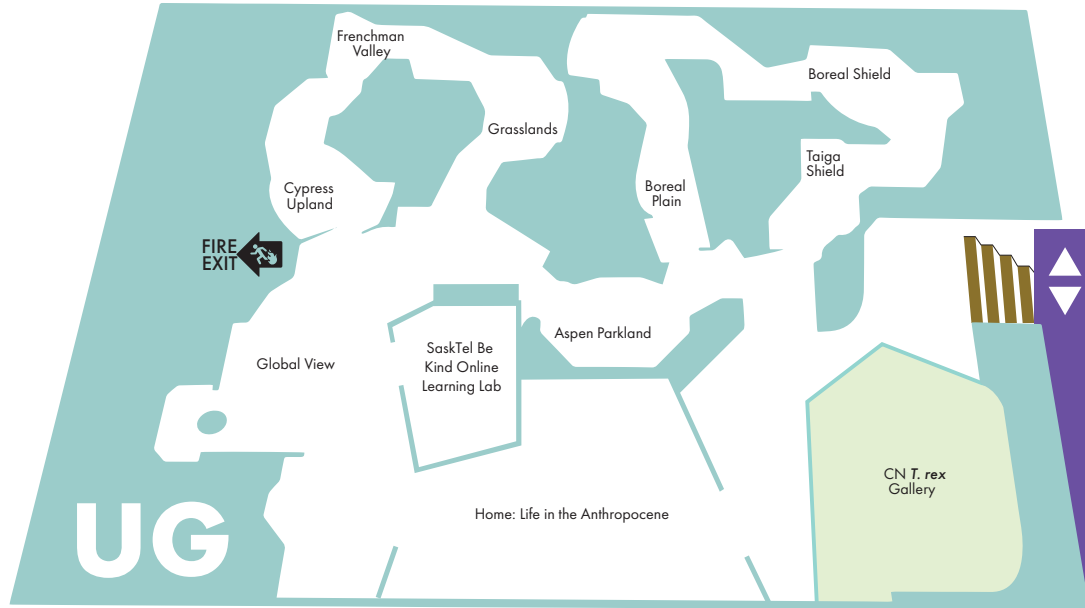 Frenchman
Valley
Boreal Shield
Grasslands
Taiga
Shield
Cypress
Upland
Boreal
Plain
FIRE
EXIT
Aspen Parkland
SaskTel Be
Kind Online
Learning Lab
Global View
CN T. rex
Gallery
Home: Life in the Anthropocene
UG